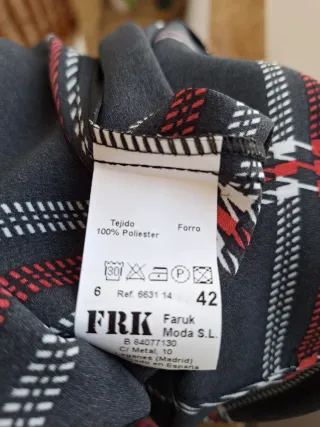 Tejido Forro
100% Poliester
30
P
6 Ref. 6631 14 42
FRK Faruk
Moda S.L.
B 84077130
C/ Metal, 10
Leganes (Madrid)
en España